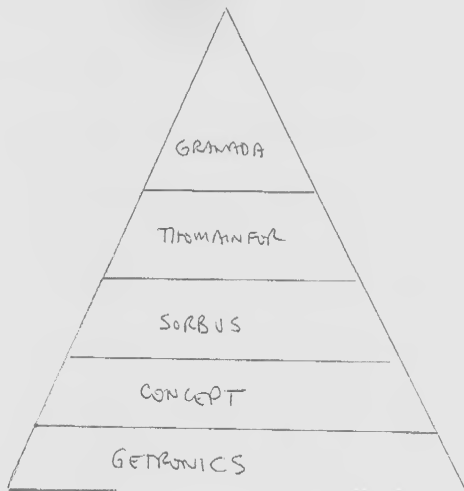 GRANADA
THOMAINFOR
SORBUS
CONCEPT
GETRONICS